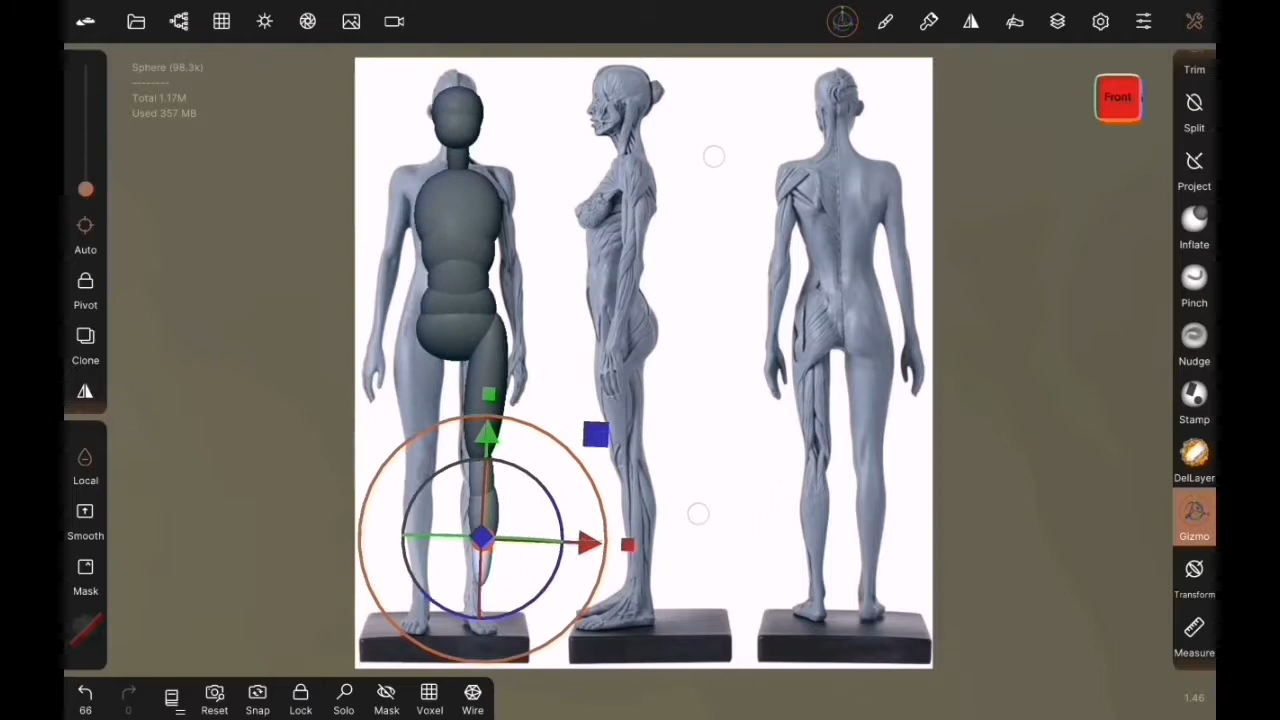 Sphere (98.3k)
--------
Total 1.17M
Used 357 MB
Front
Auto
Pivot
Clone
Local
Smooth
Mask
Trim
Split
Project
Inflate
Pinch
Nudge
Stamp
DelLayer
Gizmo
Transform
Measure
66
0
Reset
Snap
Lock
Solo
Mask
Voxel
Wire
1.46